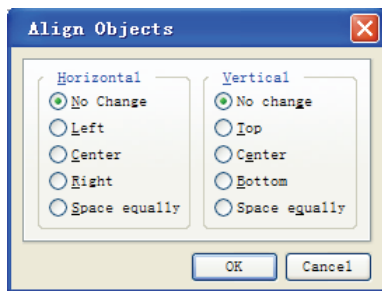 Align Objects
Horizontal
No Change
Left
Center
Right
Space equally
Vertical
No change
Top
Center
Bottom
Space equally
OK
Cancel